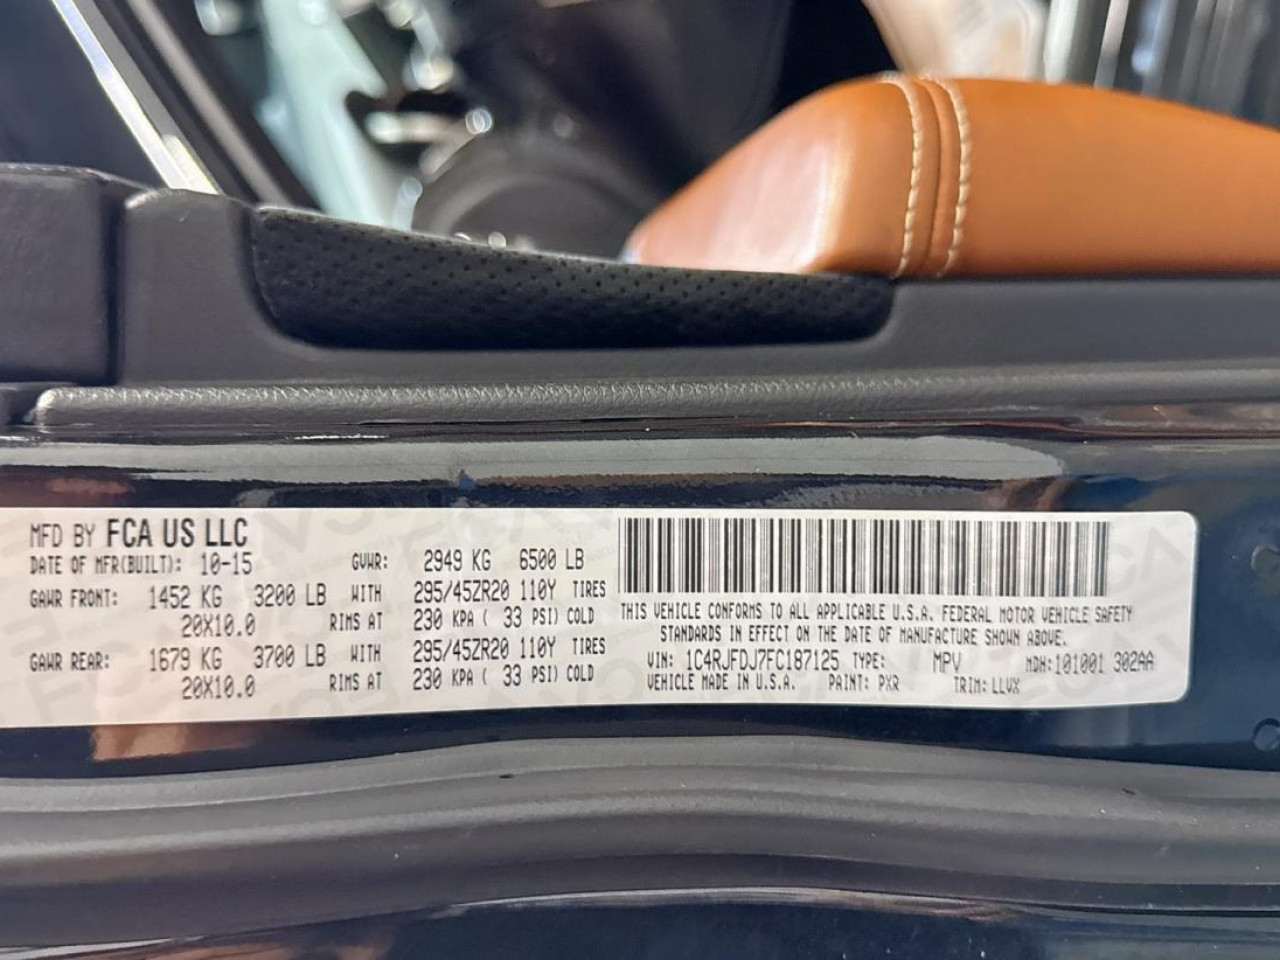 MFD BY FCA US LLC
DATE OF MFR(BUILT): 10-15 GVWR: 2949 KG 6500 LB
GAWR FRONT: 1452 KG 3200 LB WITH 295/45ZR20 110Y TIRES
20X10.0 RIMS AT 230 KPA ( 33 PSI) COLD
GAWR REAR: 1679 KG 3700 LB WITH 295/45ZR20 110Y TIRES
20X10.0 RIMS AT 230 KPA ( 33 PSI) COLD
THIS VEHICLE CONFORMS TO ALL APPLICABLE U.S.A. FEDERAL MOTOR VEHICLE SAFETY
STANDARDS IN EFFECT ON THE DATE OF MANUFACTURE SHOWN ABOVE.
VIN: 1C4RJFDJ7FC187125 TYPE: MPV MDH:101001 302AA
VEHICLE MADE IN U.S.A. PAINT: PXR TRIM: LLVX